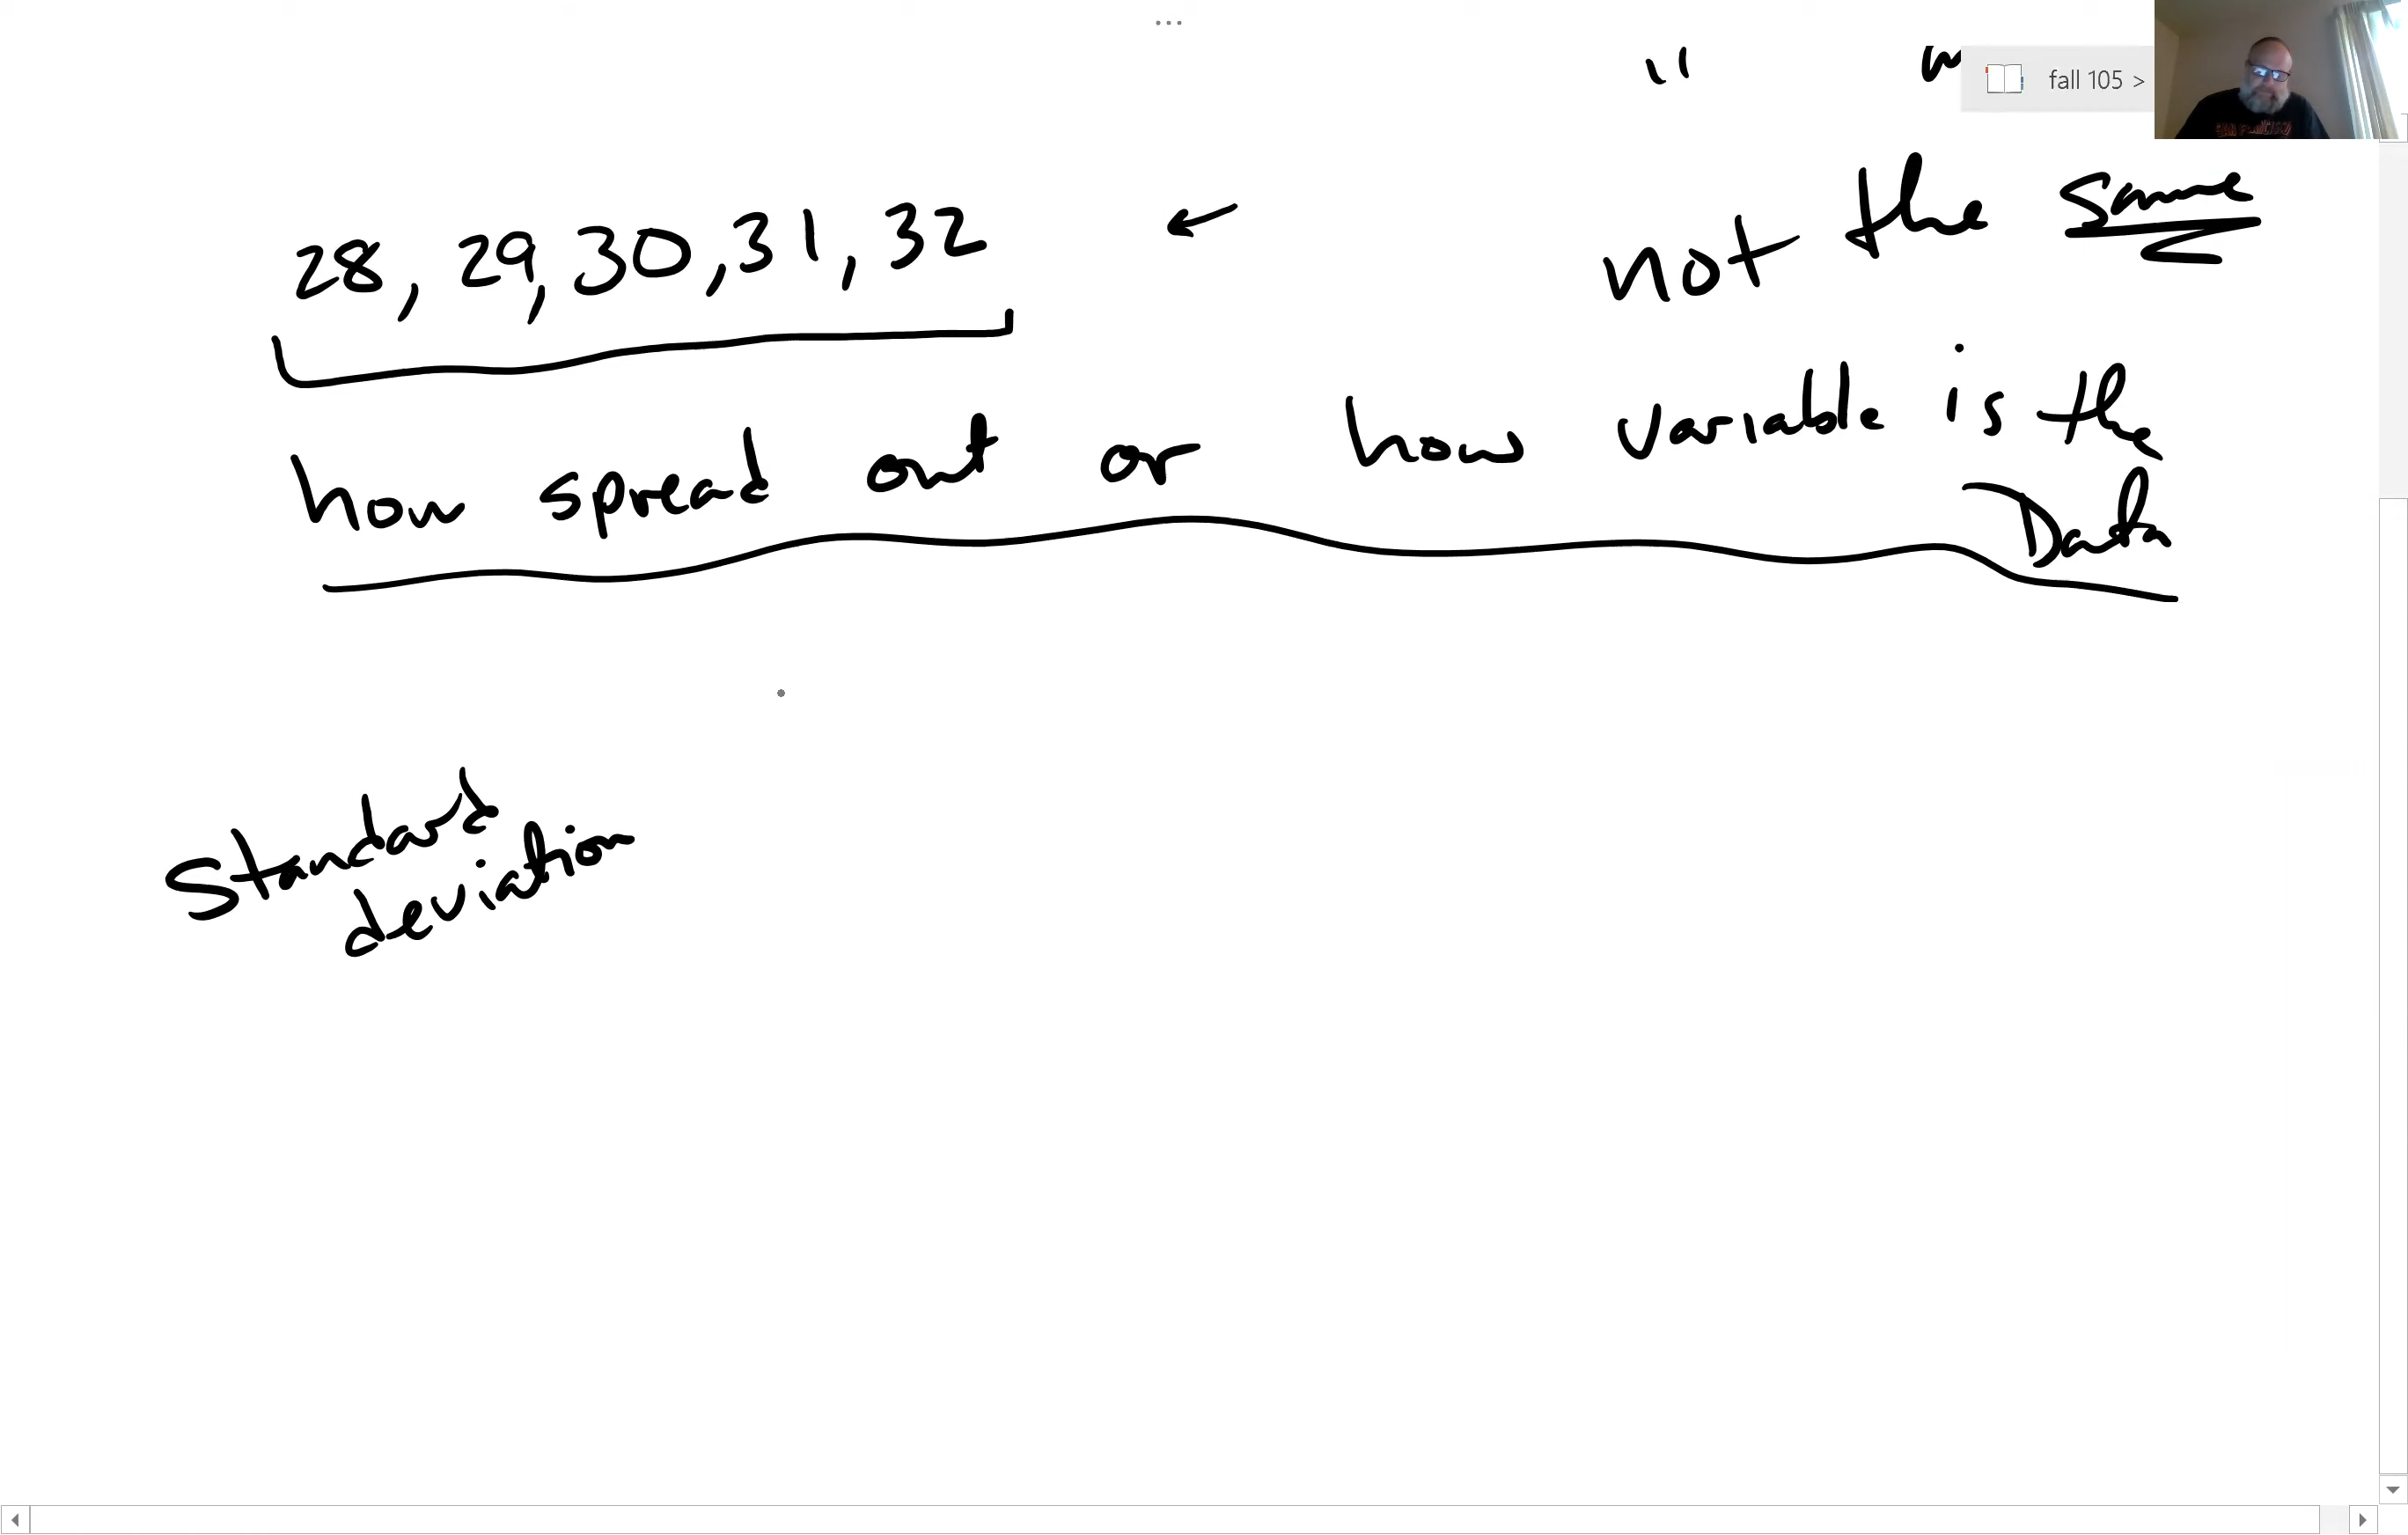 fall 105 >
28, 29, 30, 31, 32
not the same
how spread out or how variable is the
Data
Standard
deviation